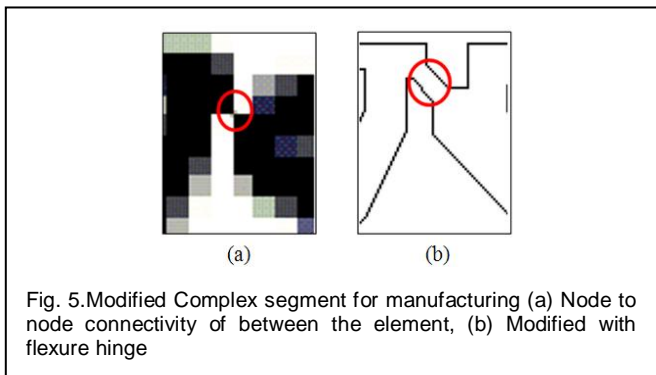 (a) (b)
Fig. 5.Modified Complex segment for manufacturing (a) Node to
node connectivity of between the element, (b) Modified with
flexure hinge